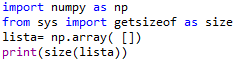 import numpy as np
from sys import getsizeof as size
lista= np.array( [])
print(size(lista))